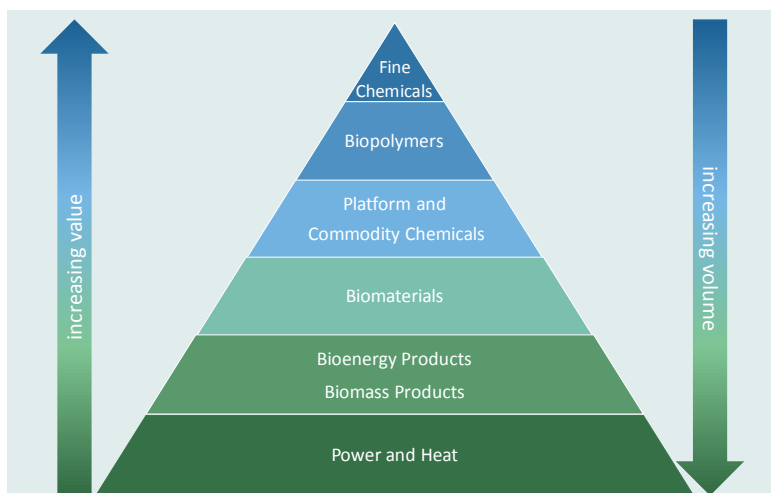 Fine
Chemicals
Biopolymers
Platform and
Commodity Chemicals
Biomaterials
Bioenergy Products
Biomass Products
Power and Heat
increasing value
increasing volume